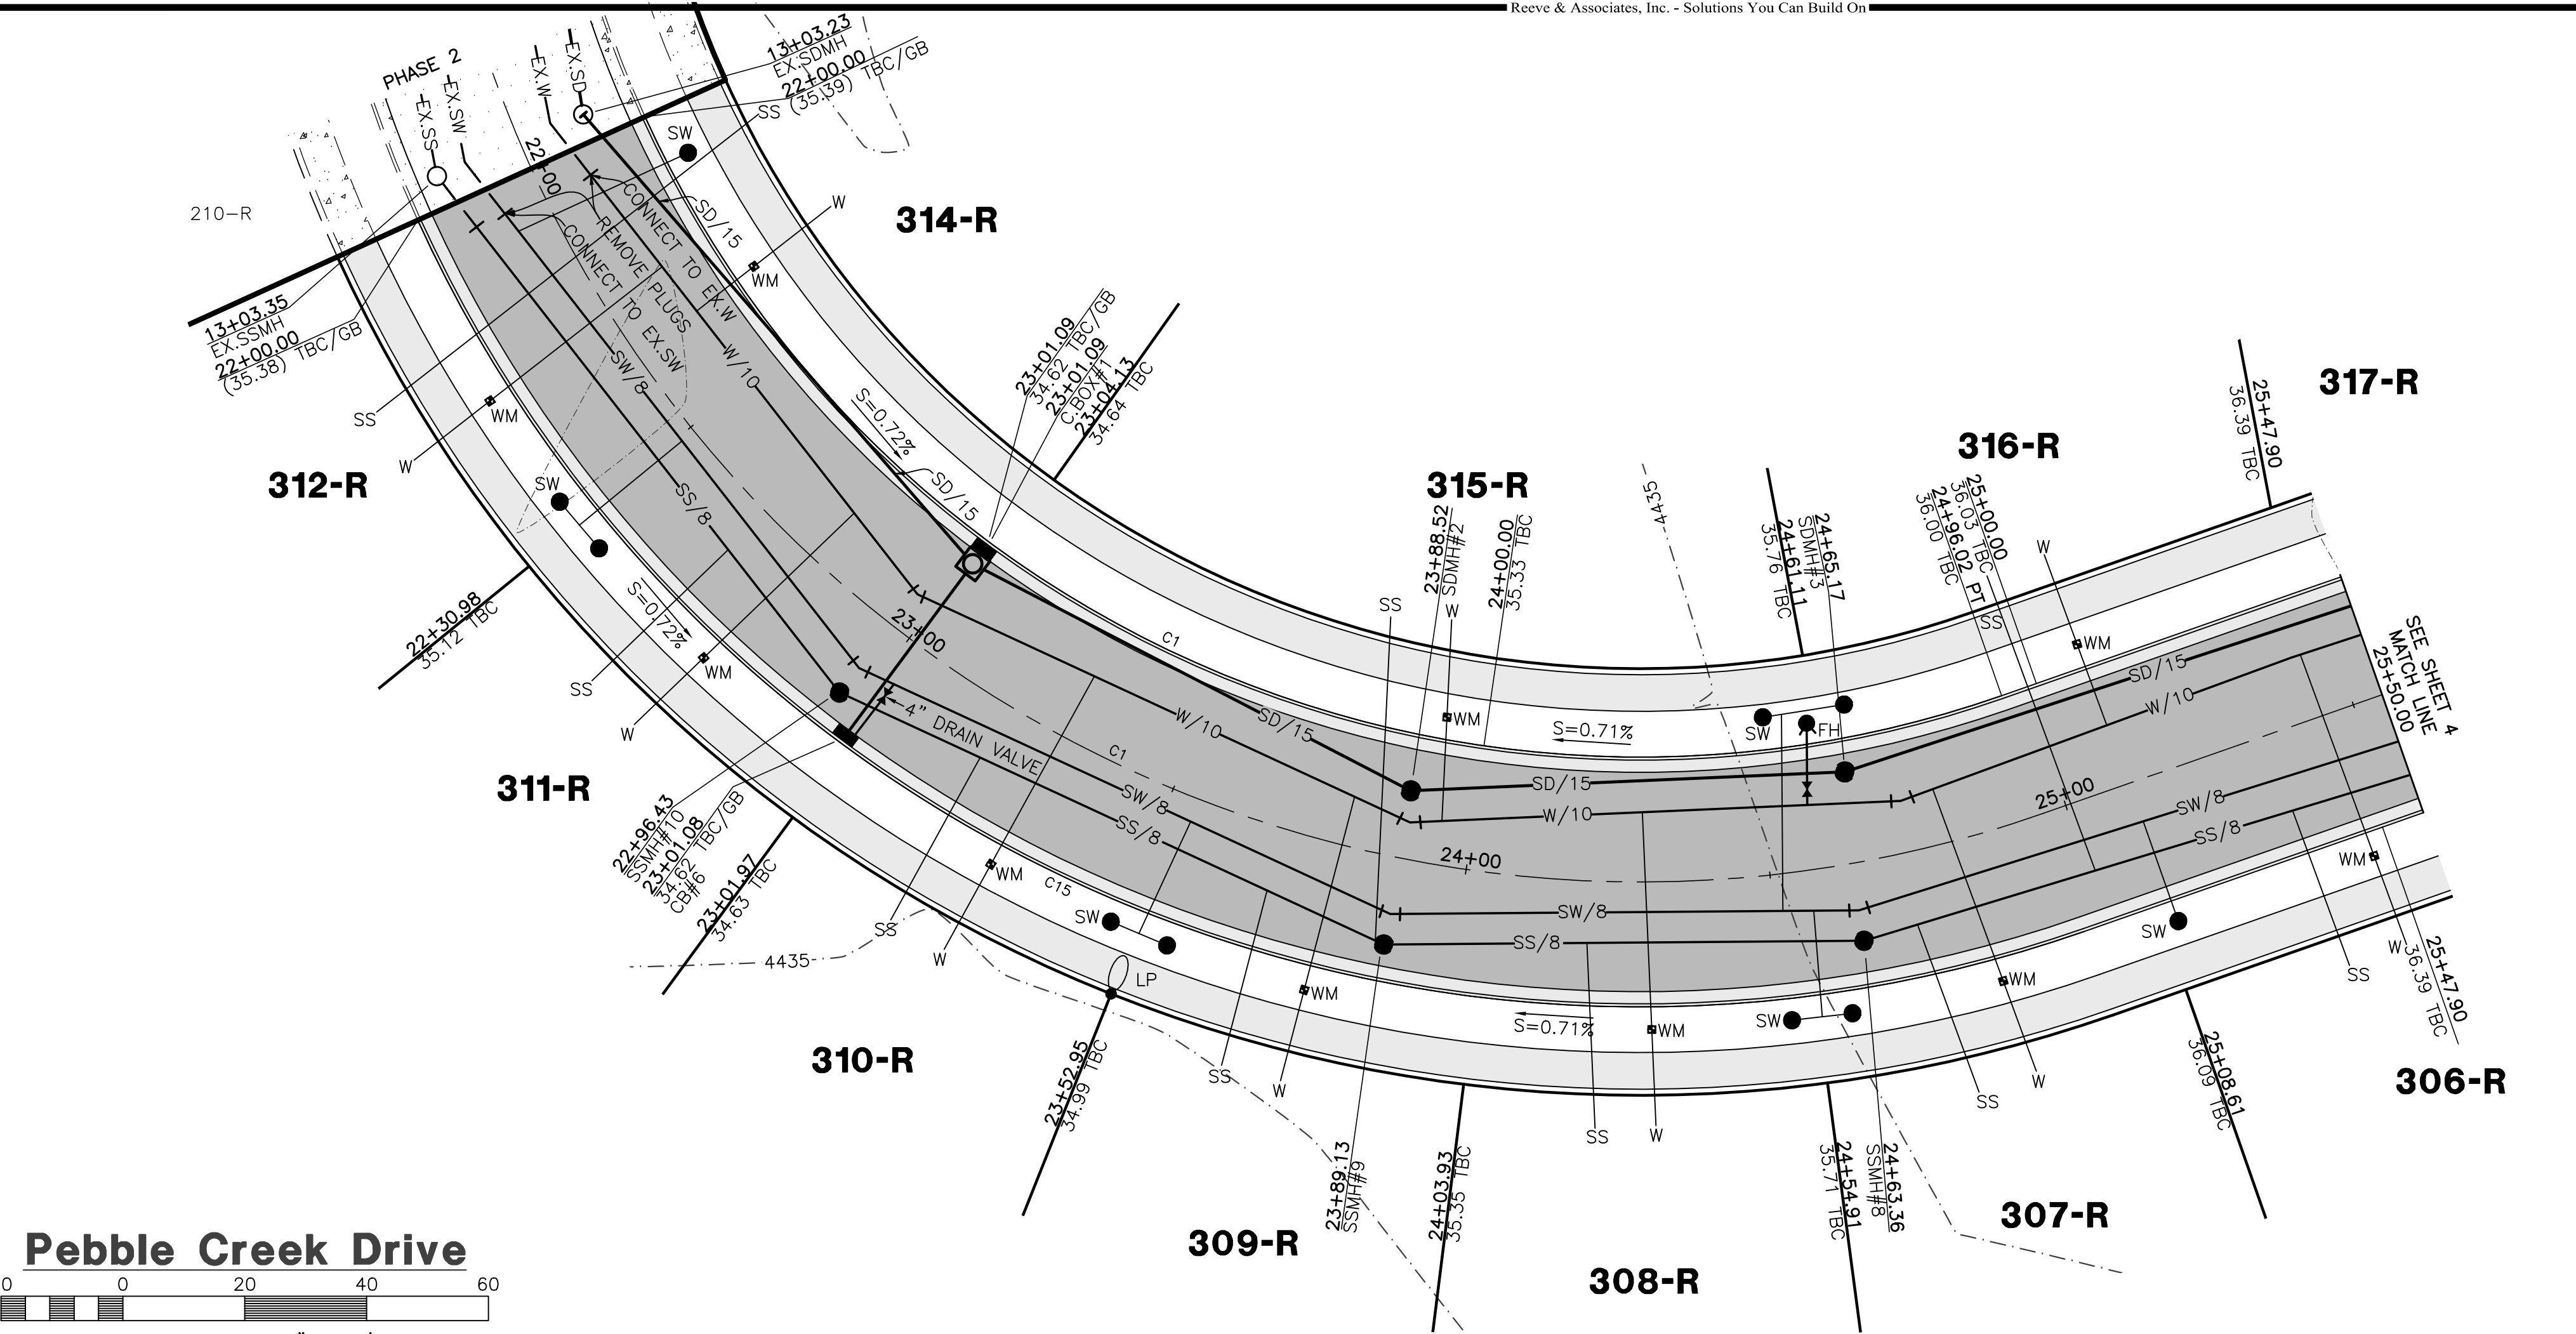 Reeve & Associates, Inc. - Solutions You Can Build On
PHASE 2
EX.SS
EX.SW
EX.W
EX.SD
13+03.23
EX.SDMH
22+00.00
(35.39) TBC/GB
SS
SW
22+00
210-R
W
314-R
WM
SD/15
CONNECT TO EX.W
REMOVE PLUGS
CONNECT TO EX.SW
13+03.35
EX.SSMH
22+00.00
(35.38) TBC/GB
SW/8
W/10
S=0.72%
23+01.09
34.62 TBC/GB
23+01.09
C.BOX#1
23+04.13
34.64 TBC
SS
WM
W
312-R
SW
SS/8
SD/15
317-R
25+47.90
36.39 TBC
316-R
315-R
4435
23+88.52
SDMH#2
24+00.00
35.33 TBC
35.76 TBC
24+61.11
SDMH#3
24+65.17
25+00.00
36.03 TBC
24+96.02 PT
36.00 TBC
W
SS
SS
W
22+30.98
35.12 TBC
S=0.72%
23+00
C1
WM
SS
W
WM
WM
SW
FH
S=0.71%
SD/15
W/10
SEE SHEET 4
MATCH LINE
25+50.00
4" DRAIN VALVE
C1
W/10
SD/15
SD/15
W/10
25+00
SW/8
SS/8
SW/8
SS/8
24+00
311-R
22+96.43
SSMH#10
23+01.08
34.62 TBC/GB
CB#6
23+01.97
34.63 TBC
WM
C15
SW
SW/8
SS/8
WM
SW
SS
4435
W
LP
WM
WM
WM
S=0.71%
SW
SS
W
25+47.90
36.39 TBC
310-R
23+52.95
34.99 TBC
SS
W
SS
W
SS
W
25+08.61
36.09 TBC
306-R
23+89.13
SSMH#9
24+03.93
35.35 TBC
24+54.91
35.71 TBC
24+63.36
SSMH#8
307-R
309-R
308-R
Pebble Creek Drive
0 0 20 40 60